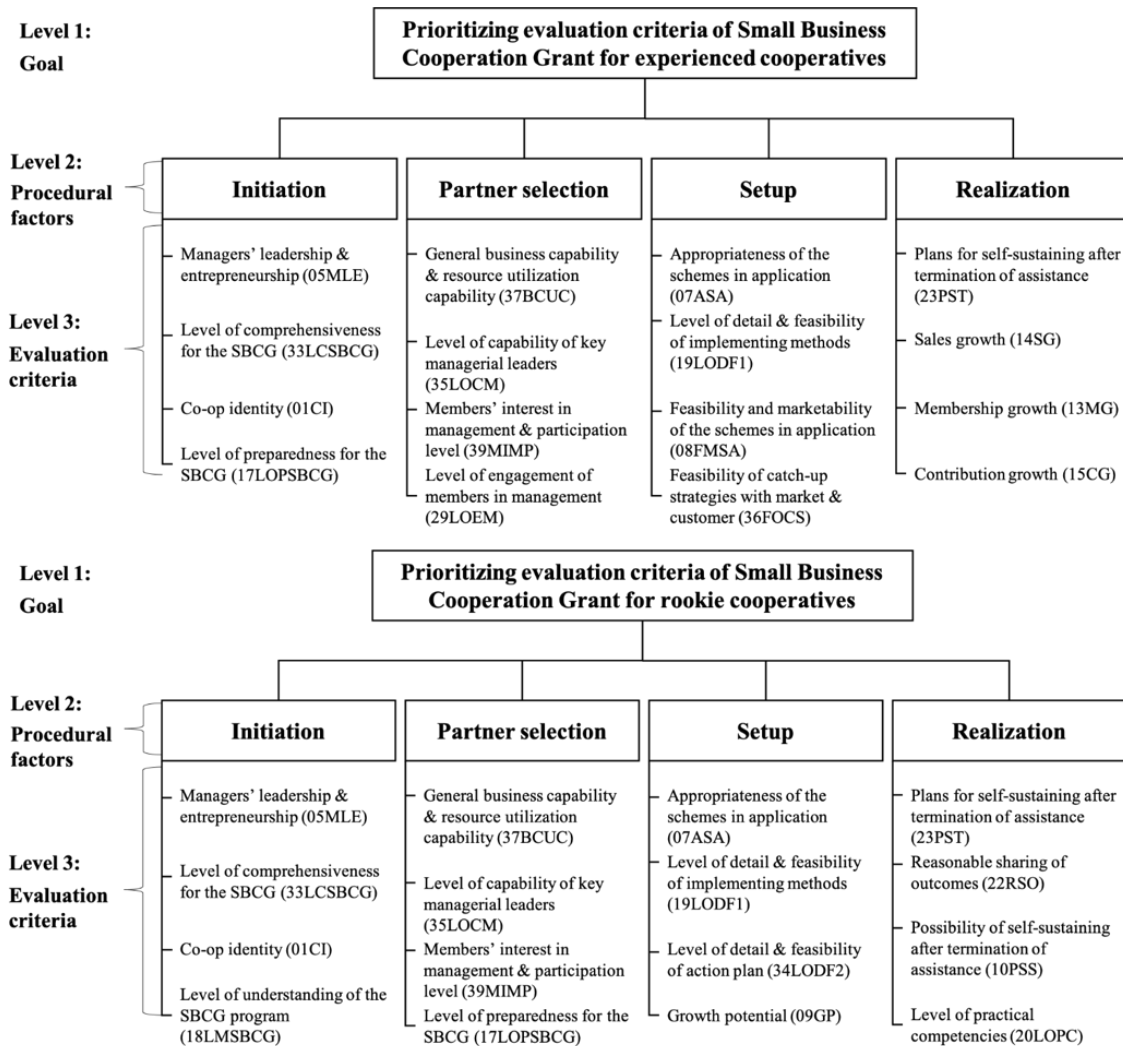 Level 1:
Goal
Prioritizing evaluation criteria of Small Business
Cooperation Grant for experienced cooperatives
Level 2:
Procedural
factors
Initiation
Partner selection
Setup
Realization
Level 3:
Evaluation
criteria
Managers' leadership &
entrepreneurship (05MLE)
Level of comprehensiveness
for the SBCG (33LCSBCG)
Co-op identity (01CI)
Level of preparedness for the
SBCG (17LOPSBCG)
General business capability
& resource utilization
capability (37BCUC)
Level of capability of key
managerial leaders
(35LOCM)
Members' interest in
management & participation
level (39MIMP)
Level of engagement of
members in management
(29LOEM)
Appropriateness of the
schemes in application
(07ASA)
Level of detail & feasibility
of implementing methods
(19LODF1)
Feasibility and marketability
of the schemes in application
(08FMSA)
Feasibility of catch-up
strategies with market &
customer (36FOCS)
Plans for self-sustaining after
termination of assistance
(23PST)
Sales growth (14SG)
Membership growth (13MG)
Contribution growth (15CG)
Level 1:
Goal
Prioritizing evaluation criteria of Small Business
Cooperation Grant for rookie cooperatives
Level 2:
Procedural
factors
Initiation
Partner selection
Setup
Realization
Level 3:
Evaluation
criteria
Managers' leadership &
entrepreneurship (05MLE)
Level of comprehensiveness
for the SBCG (33LCSBCG)
Co-op identity (01CI)
Level of understanding of the
SBCG program
(18LMSBCG)
General business capability
& resource utilization
capability (37BCUC)
Level of capability of key
managerial leaders
(35LOCM)
Members' interest in
management & participation
level (39MIMP)
Level of preparedness for the
SBCG (17LOPSBCG)
Appropriateness of the
schemes in application
(07ASA)
Level of detail & feasibility
of implementing methods
(19LODF1)
Level of detail & feasibility
of action plan (34LODF2)
Growth potential (09GP)
Plans for self-sustaining after
termination of assistance
(23PST)
Reasonable sharing of
outcomes (22RSO)
Possibility of self-sustaining
after termination of
assistance (10PSS)
Level of practical
competencies (20LOPC)